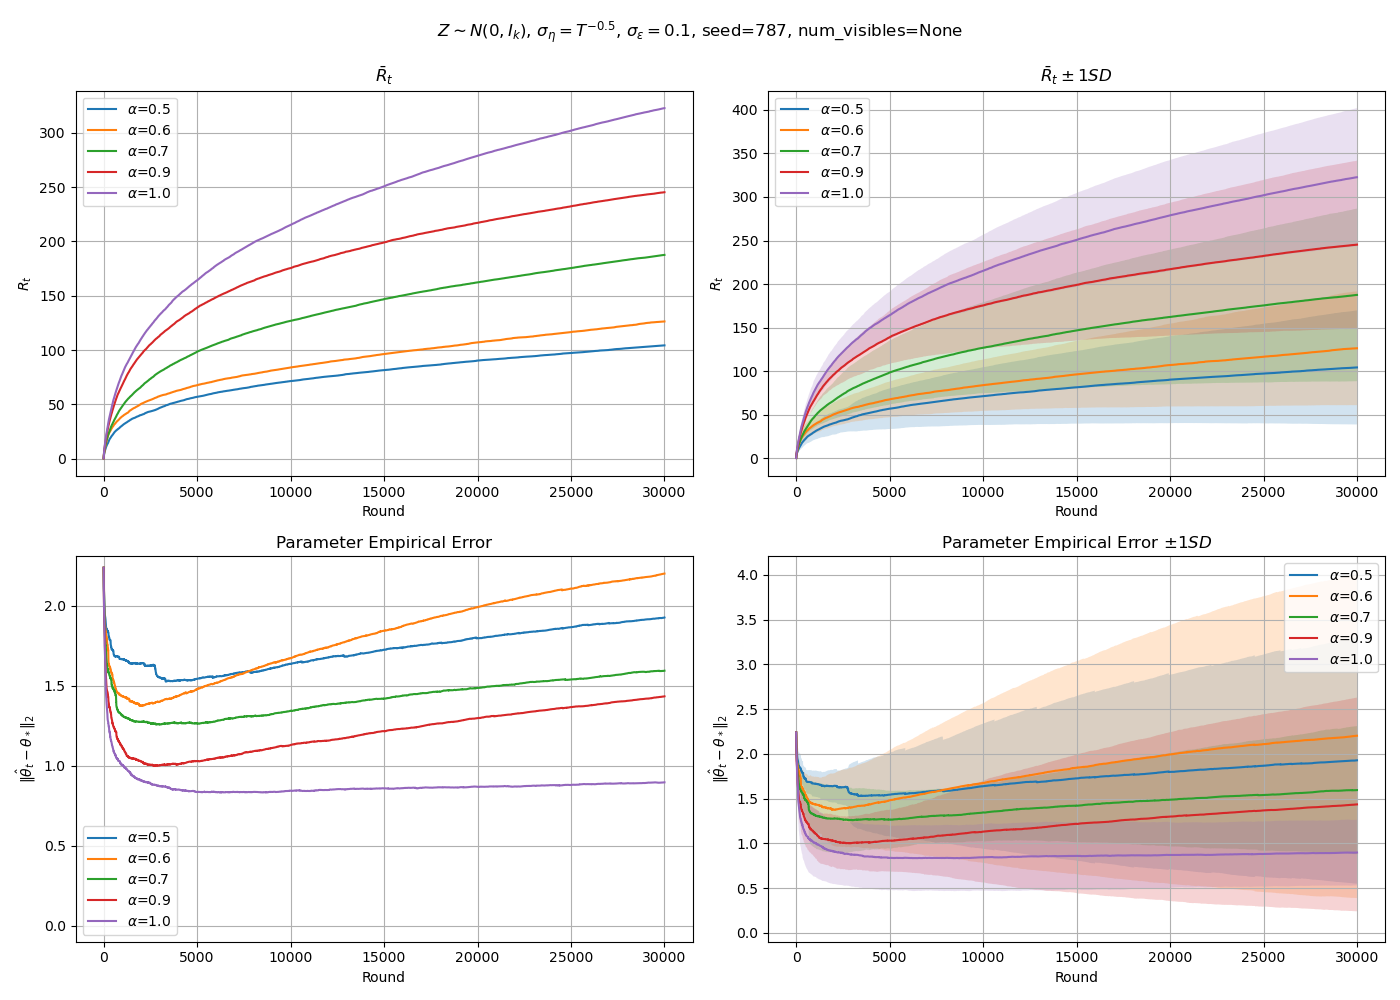 Z ~ N(0, I_k), σ_η = T^{−0.5}, σ_ε = 0.1, seed=787, num_visibles=None
R̄_t
R_t
300
250
200
150
100
50
0
α=0.5
α=0.6
α=0.7
α=0.9
α=1.0
0 5000 10000 15000 20000 25000 30000
Round
R̄_t ± 1SD
R_t
400
350
300
250
200
150
100
50
0
α=0.5
α=0.6
α=0.7
α=0.9
α=1.0
0 5000 10000 15000 20000 25000 30000
Round
Parameter Empirical Error
‖θ̂_t − θ_*‖_2
2.0
1.5
1.0
0.5
0.0
α=0.5
α=0.6
α=0.7
α=0.9
α=1.0
0 5000 10000 15000 20000 25000 30000
Round
Parameter Empirical Error ±1SD
‖θ̂_t − θ_*‖_2
4.0
3.5
3.0
2.5
2.0
1.5
1.0
0.5
0.0
α=0.5
α=0.6
α=0.7
α=0.9
α=1.0
0 5000 10000 15000 20000 25000 30000
Round